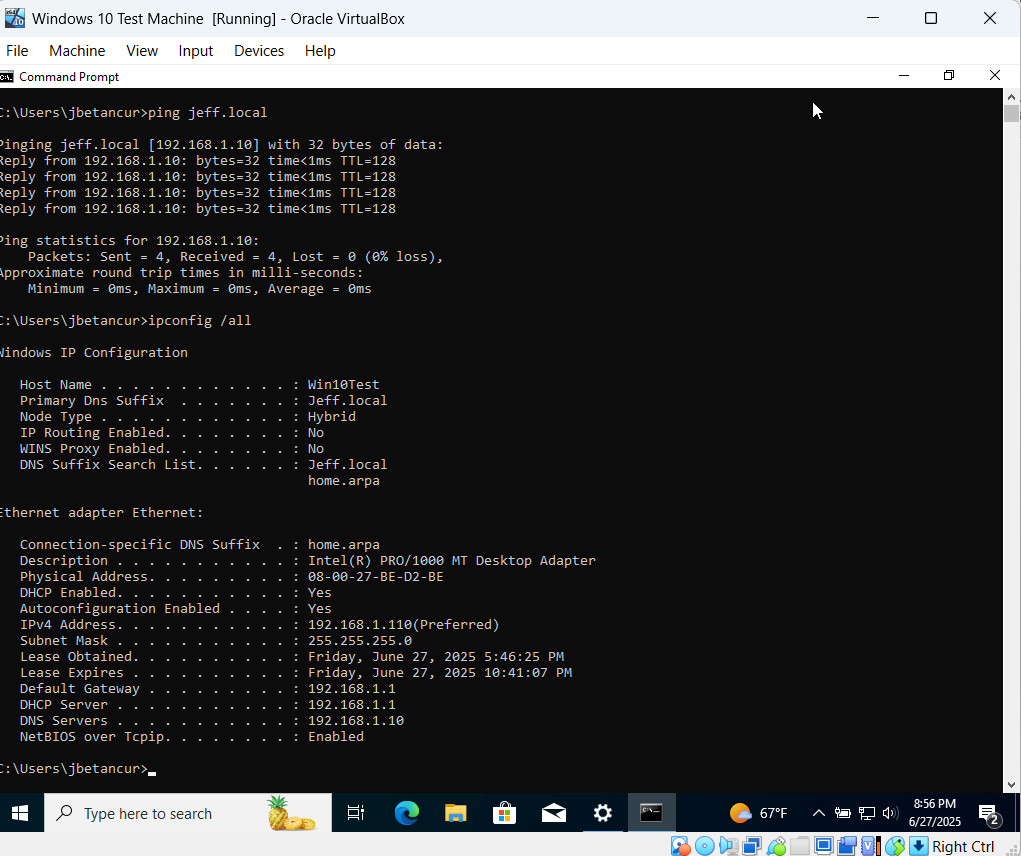 Windows 10 Test Machine [Running] - Oracle VirtualBox
File Machine View Input Devices Help
Command Prompt
C:\Users\jbetancur>ping jeff.local
Pinging jeff.local [192.168.1.10] with 32 bytes of data:
Reply from 192.168.1.10: bytes=32 time<1ms TTL=128
Reply from 192.168.1.10: bytes=32 time<1ms TTL=128
Reply from 192.168.1.10: bytes=32 time<1ms TTL=128
Reply from 192.168.1.10: bytes=32 time<1ms TTL=128
Ping statistics for 192.168.1.10:
Packets: Sent = 4, Received = 4, Lost = 0 (0% loss),
Approximate round trip times in milli-seconds:
Minimum = 0ms, Maximum = 0ms, Average = 0ms
C:\Users\jbetancur>ipconfig /all
Windows IP Configuration
Host Name . . . . . . . . . . . . : Win10Test
Primary Dns Suffix  . . . . . . . : Jeff.local
Node Type . . . . . . . . . . . . : Hybrid
IP Routing Enabled. . . . . . . . : No
WINS Proxy Enabled. . . . . . . . : No
DNS Suffix Search List. . . . . . : Jeff.local
home.arpa
Ethernet adapter Ethernet:
Connection-specific DNS Suffix  . : home.arpa
Description . . . . . . . . . . . : Intel(R) PRO/1000 MT Desktop Adapter
Physical Address. . . . . . . . . : 08-00-27-BE-D2-BE
DHCP Enabled. . . . . . . . . . . : Yes
Autoconfiguration Enabled . . . . : Yes
IPv4 Address. . . . . . . . . . . : 192.168.1.110(Preferred)
Subnet Mask . . . . . . . . . . . : 255.255.255.0
Lease Obtained. . . . . . . . . . : Friday, June 27, 2025 5:46:25 PM
Lease Expires . . . . . . . . . . : Friday, June 27, 2025 10:41:07 PM
Default Gateway . . . . . . . . . : 192.168.1.1
DHCP Server . . . . . . . . . . . : 192.168.1.1
DNS Servers . . . . . . . . . . . : 192.168.1.10
NetBIOS over Tcpip. . . . . . . . : Enabled
C:\Users\jbetancur>
Type here to search
67°F
8:56 PM
6/27/2025
2
Right Ctrl